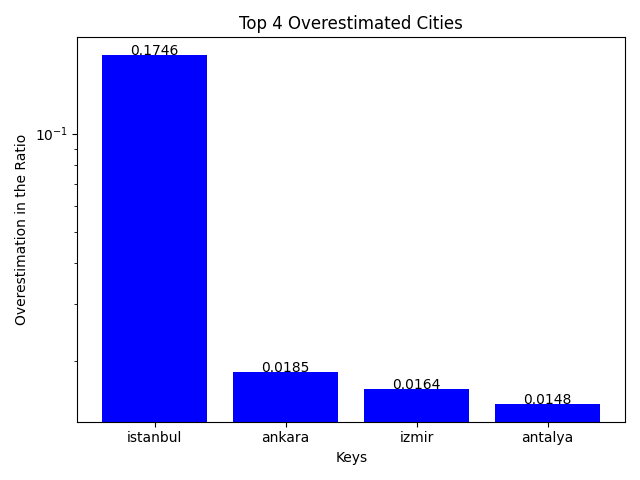 Top 4 Overestimated Cities
Overestimation in the Ratio
10⁻¹
0.1746
0.0185
0.0164
0.0148
istanbul
ankara
izmir
antalya
Keys